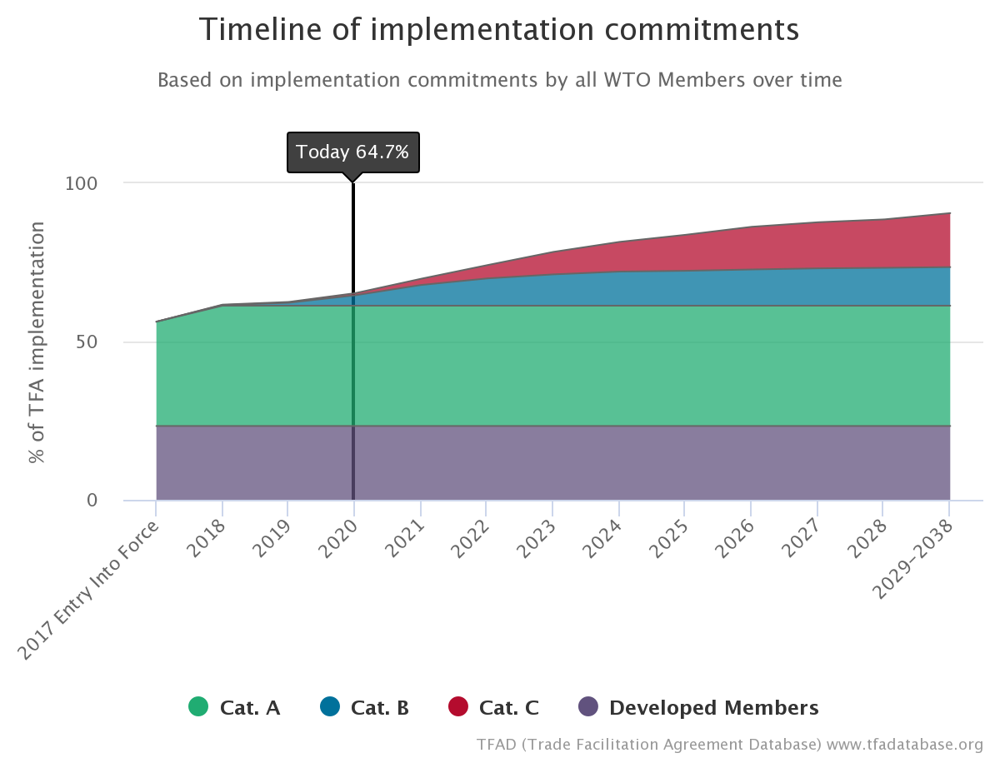 Timeline of implementation commitments
Based on implementation commitments by all WTO Members over time
Today 64.7%
100
50
0
% of TFA implementation
2017 Entry Into Force
2018
2019
2020
2021
2022
2023
2024
2025
2026
2027
2028
2029–2038
Cat. A
Cat. B
Cat. C
Developed Members
TFAD (Trade Facilitation Agreement Database) www.tfadatabase.org